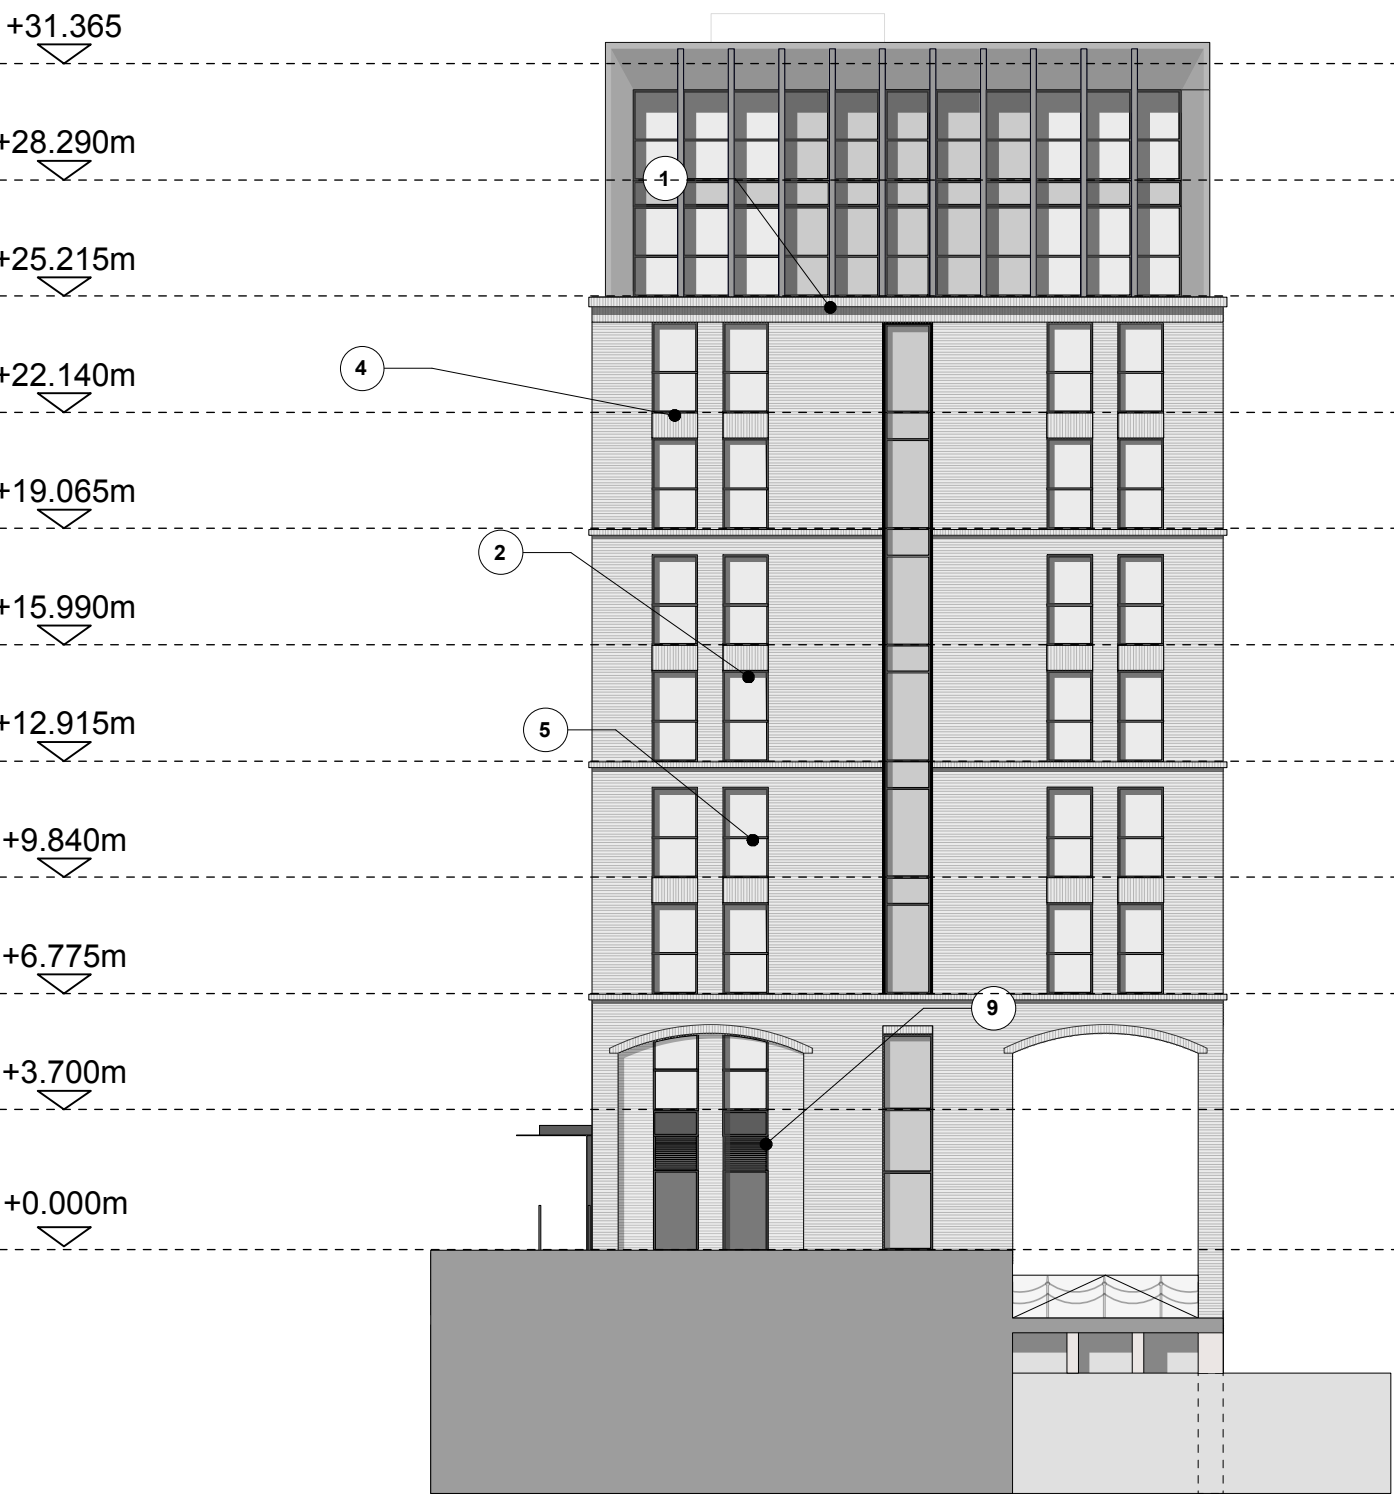 +31.365
+28.290m
1
+25.215m
4
+22.140m
+19.065m
2
+15.990m
5
+12.915m
+9.840m
+6.775m
9
+3.700m
+0.000m